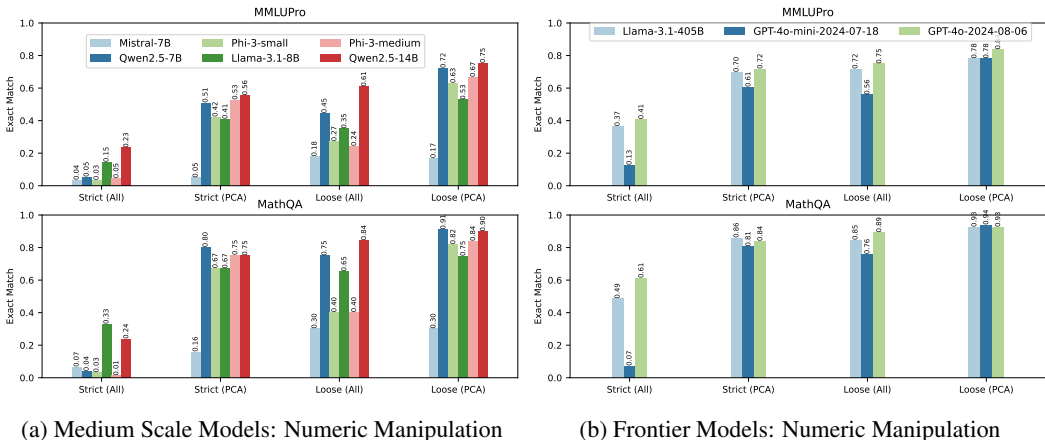 MMLUPro
Exact Match
1.0
0.8
0.6
0.4
0.2
0.0
Mistral-7B
Qwen2.5-7B
Phi-3-small
Llama-3.1-8B
Phi-3-medium
Qwen2.5-14B
0.04 0.05 0.03 0.15 0.05 0.23
0.05 0.51 0.42 0.41 0.53 0.56
0.18 0.45 0.27 0.35 0.24 0.61
0.17 0.72 0.63 0.53 0.67 0.75
Strict (All) Strict (PCA) Loose (All) Loose (PCA)
MathQA
Exact Match
1.0
0.8
0.6
0.4
0.2
0.0
0.07 0.04 0.03 0.33 0.01 0.24
0.16 0.80 0.67 0.67 0.75 0.75
0.30 0.75 0.40 0.65 0.40 0.84
0.30 0.91 0.82 0.75 0.84 0.90
Strict (All) Strict (PCA) Loose (All) Loose (PCA)
(a) Medium Scale Models: Numeric Manipulation
MMLUPro
Exact Match
1.0
0.8
0.6
0.4
0.2
0.0
Llama-3.1-405B GPT-4o-mini-2024-07-18 GPT-4o-2024-08-06
0.37 0.13 0.41
0.70 0.61 0.72
0.72 0.56 0.75
0.78 0.78
Strict (All) Strict (PCA) Loose (All) Loose (PCA)
MathQA
Exact Match
1.0
0.8
0.6
0.4
0.2
0.0
0.49 0.07 0.61
0.86 0.81 0.84
0.85 0.76 0.89
0.93 0.94 0.93
Strict (All) Strict (PCA) Loose (All) Loose (PCA)
(b) Frontier Models: Numeric Manipulation